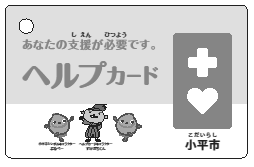 あなたの支援が必要です。
しえん ひつよう
ヘルプカード
こだいらし
小平市